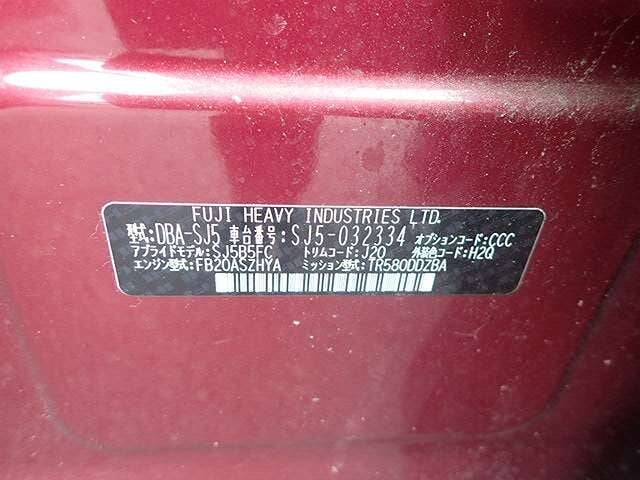 FUJI HEAVY INDUSTRIES LTD.
型式:DBA-SJ5 車台番号:SJ5-032334 オプションコード:CCC
アプライドモデル:SJ5B5FC トリムコード:J20 外装色コード:H2Q
エンジン型式:FB20ASZHYA ミッション型式:TR580DDZBA